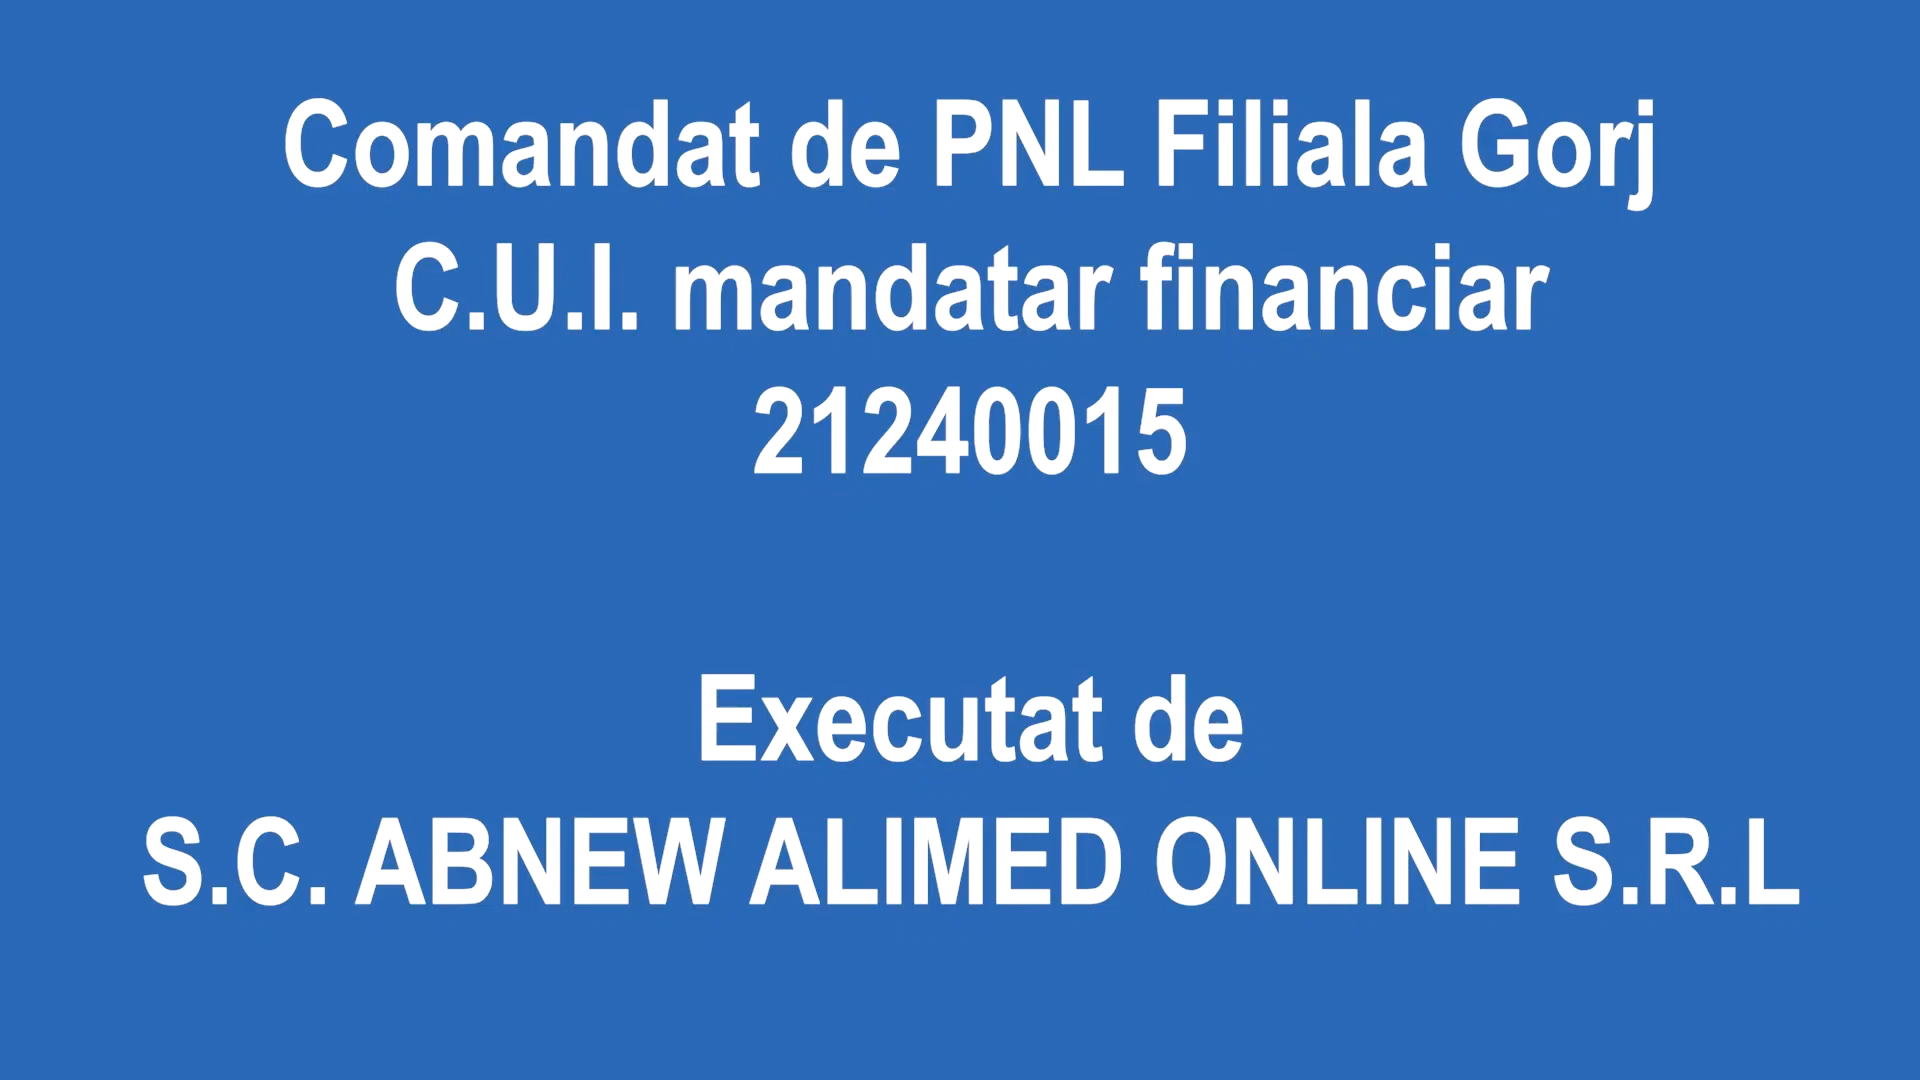 Comandat de PNL Filiala Gorj
C.U.I. mandatar financiar
21240015
Executat de
S.C. ABNEW ALIMED ONLINE S.R.L